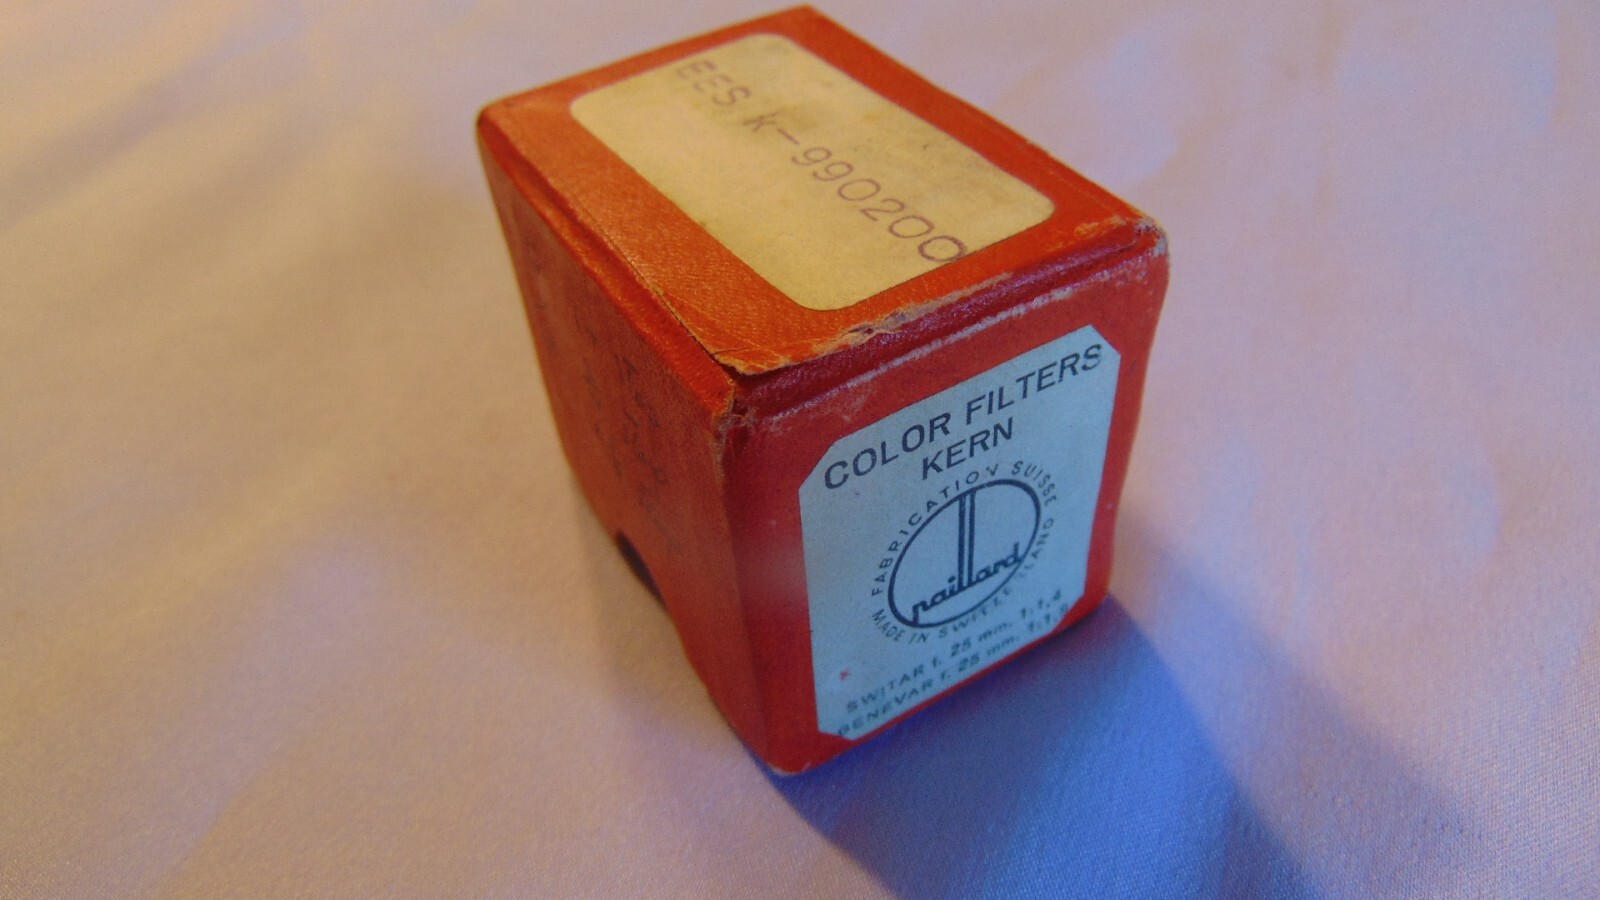 EES K-990200
COLOR FILTERS
KERN
FABRICATION SUISSE
paillard
MADE IN SWITZERLAND
SWITAR f. 25 mm. 1:1,4
GENEVAR f. 25 mm. 1:1,9